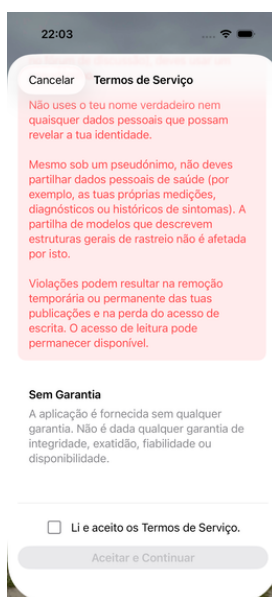 22:03
Cancelar Termos de Serviço
Não uses o teu nome verdadeiro nem
quaisquer dados pessoais que possam
revelar a tua identidade.
Mesmo sob um pseudónimo, não deves
partilhar dados pessoais de saúde (por
exemplo, as tuas próprias medições,
diagnósticos ou históricos de sintomas). A
partilha de modelos que descrevem
estruturas gerais de rastreio não é afetada
por isto.
Violações podem resultar na remoção
temporária ou permanente das tuas
publicações e na perda do acesso de
escrita. O acesso de leitura pode
permanecer disponível.
Sem Garantia
A aplicação é fornecida sem qualquer
garantia. Não é dada qualquer garantia de
integridade, exatidão, fiabilidade ou
disponibilidade.
Li e aceito os Termos de Serviço.
Aceitar e Continuar